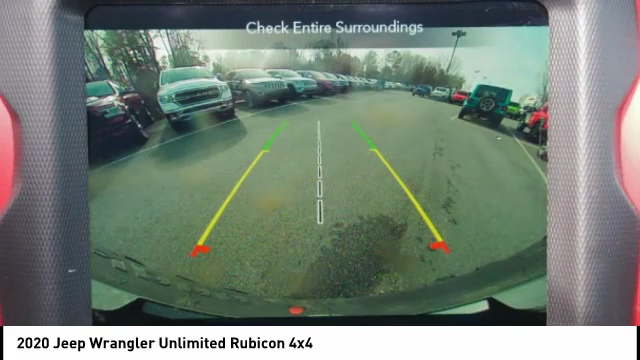 Check Entire Surroundings
2020 Jeep Wrangler Unlimited Rubicon 4x4